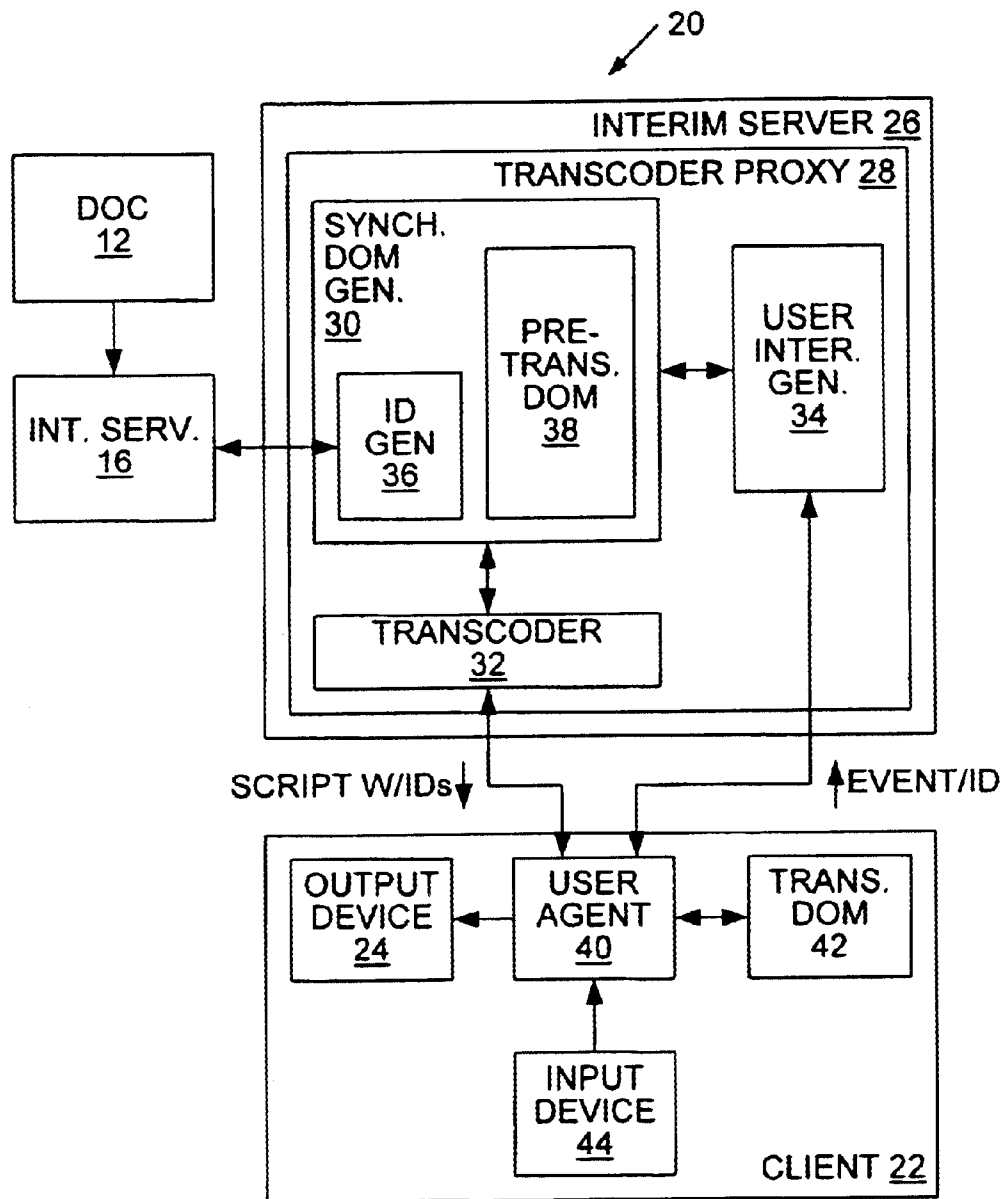 20
INTERIM SERVER 26
TRANSCODER PROXY 28
DOC
12
INT. SERV.
16
SYNCH.
DOM
GEN.
30
ID
GEN
36
PRE-
TRANS.
DOM
38
USER
INTER.
GEN.
34
TRANSCODER
32
SCRIPT W/IDs
EVENT/ID
OUTPUT
DEVICE
24
USER
AGENT
40
TRANS.
DOM
42
INPUT
DEVICE
44
CLIENT 22